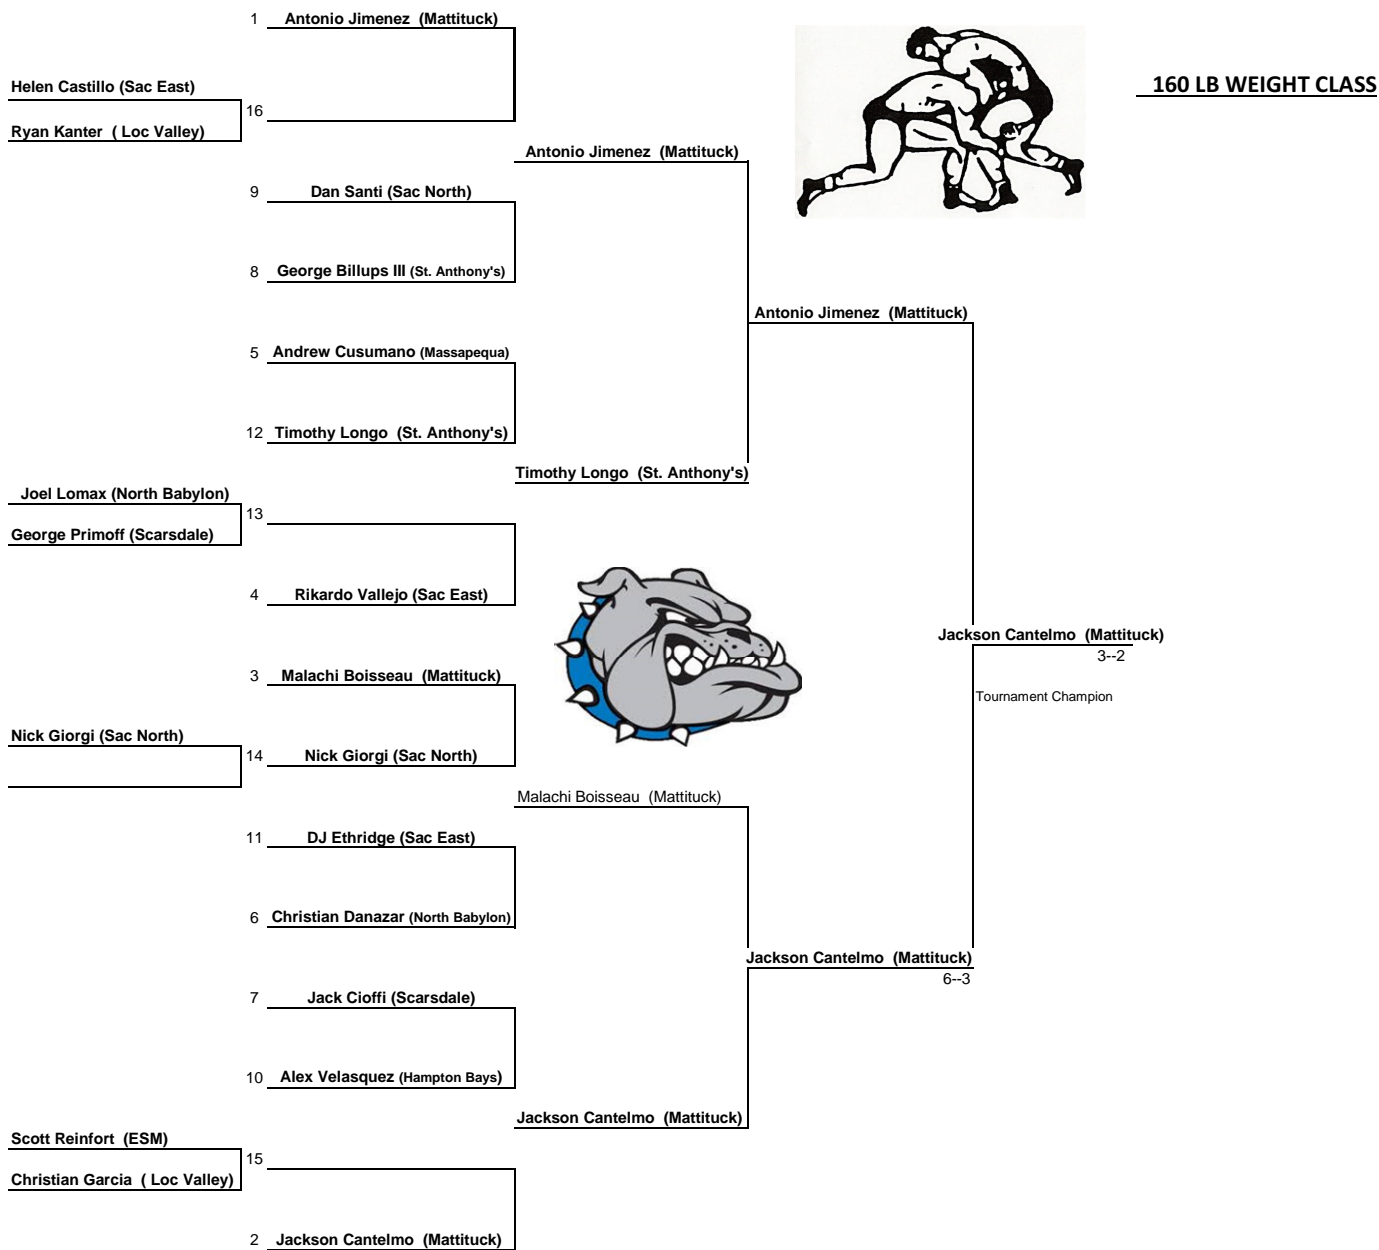 1 Antonio Jimenez (Mattituck)
160 LB WEIGHT CLASS
Helen Castillo (Sac East)
16
Ryan Kanter ( Loc Valley)
Antonio Jimenez (Mattituck)
9 Dan Santi (Sac North)
8 George Billups III (St. Anthony's)
Antonio Jimenez (Mattituck)
5 Andrew Cusumano (Massapequa)
12 Timothy Longo (St. Anthony's)
Timothy Longo (St. Anthony's)
Joel Lomax (North Babylon)
13
George Primoff (Scarsdale)
4 Rikardo Vallejo (Sac East)
Jackson Cantelmo (Mattituck)
3--2
3 Malachi Boisseau (Mattituck)
Tournament Champion
Nick Giorgi (Sac North)
14 Nick Giorgi (Sac North)
Malachi Boisseau (Mattituck)
11 DJ Ethridge (Sac East)
6 Christian Danazar (North Babylon)
Jackson Cantelmo (Mattituck)
6--3
7 Jack Cioffi (Scarsdale)
10 Alex Velasquez (Hampton Bays)
Jackson Cantelmo (Mattituck)
Scott Reinfort (ESM)
15
Christian Garcia ( Loc Valley)
2 Jackson Cantelmo (Mattituck)